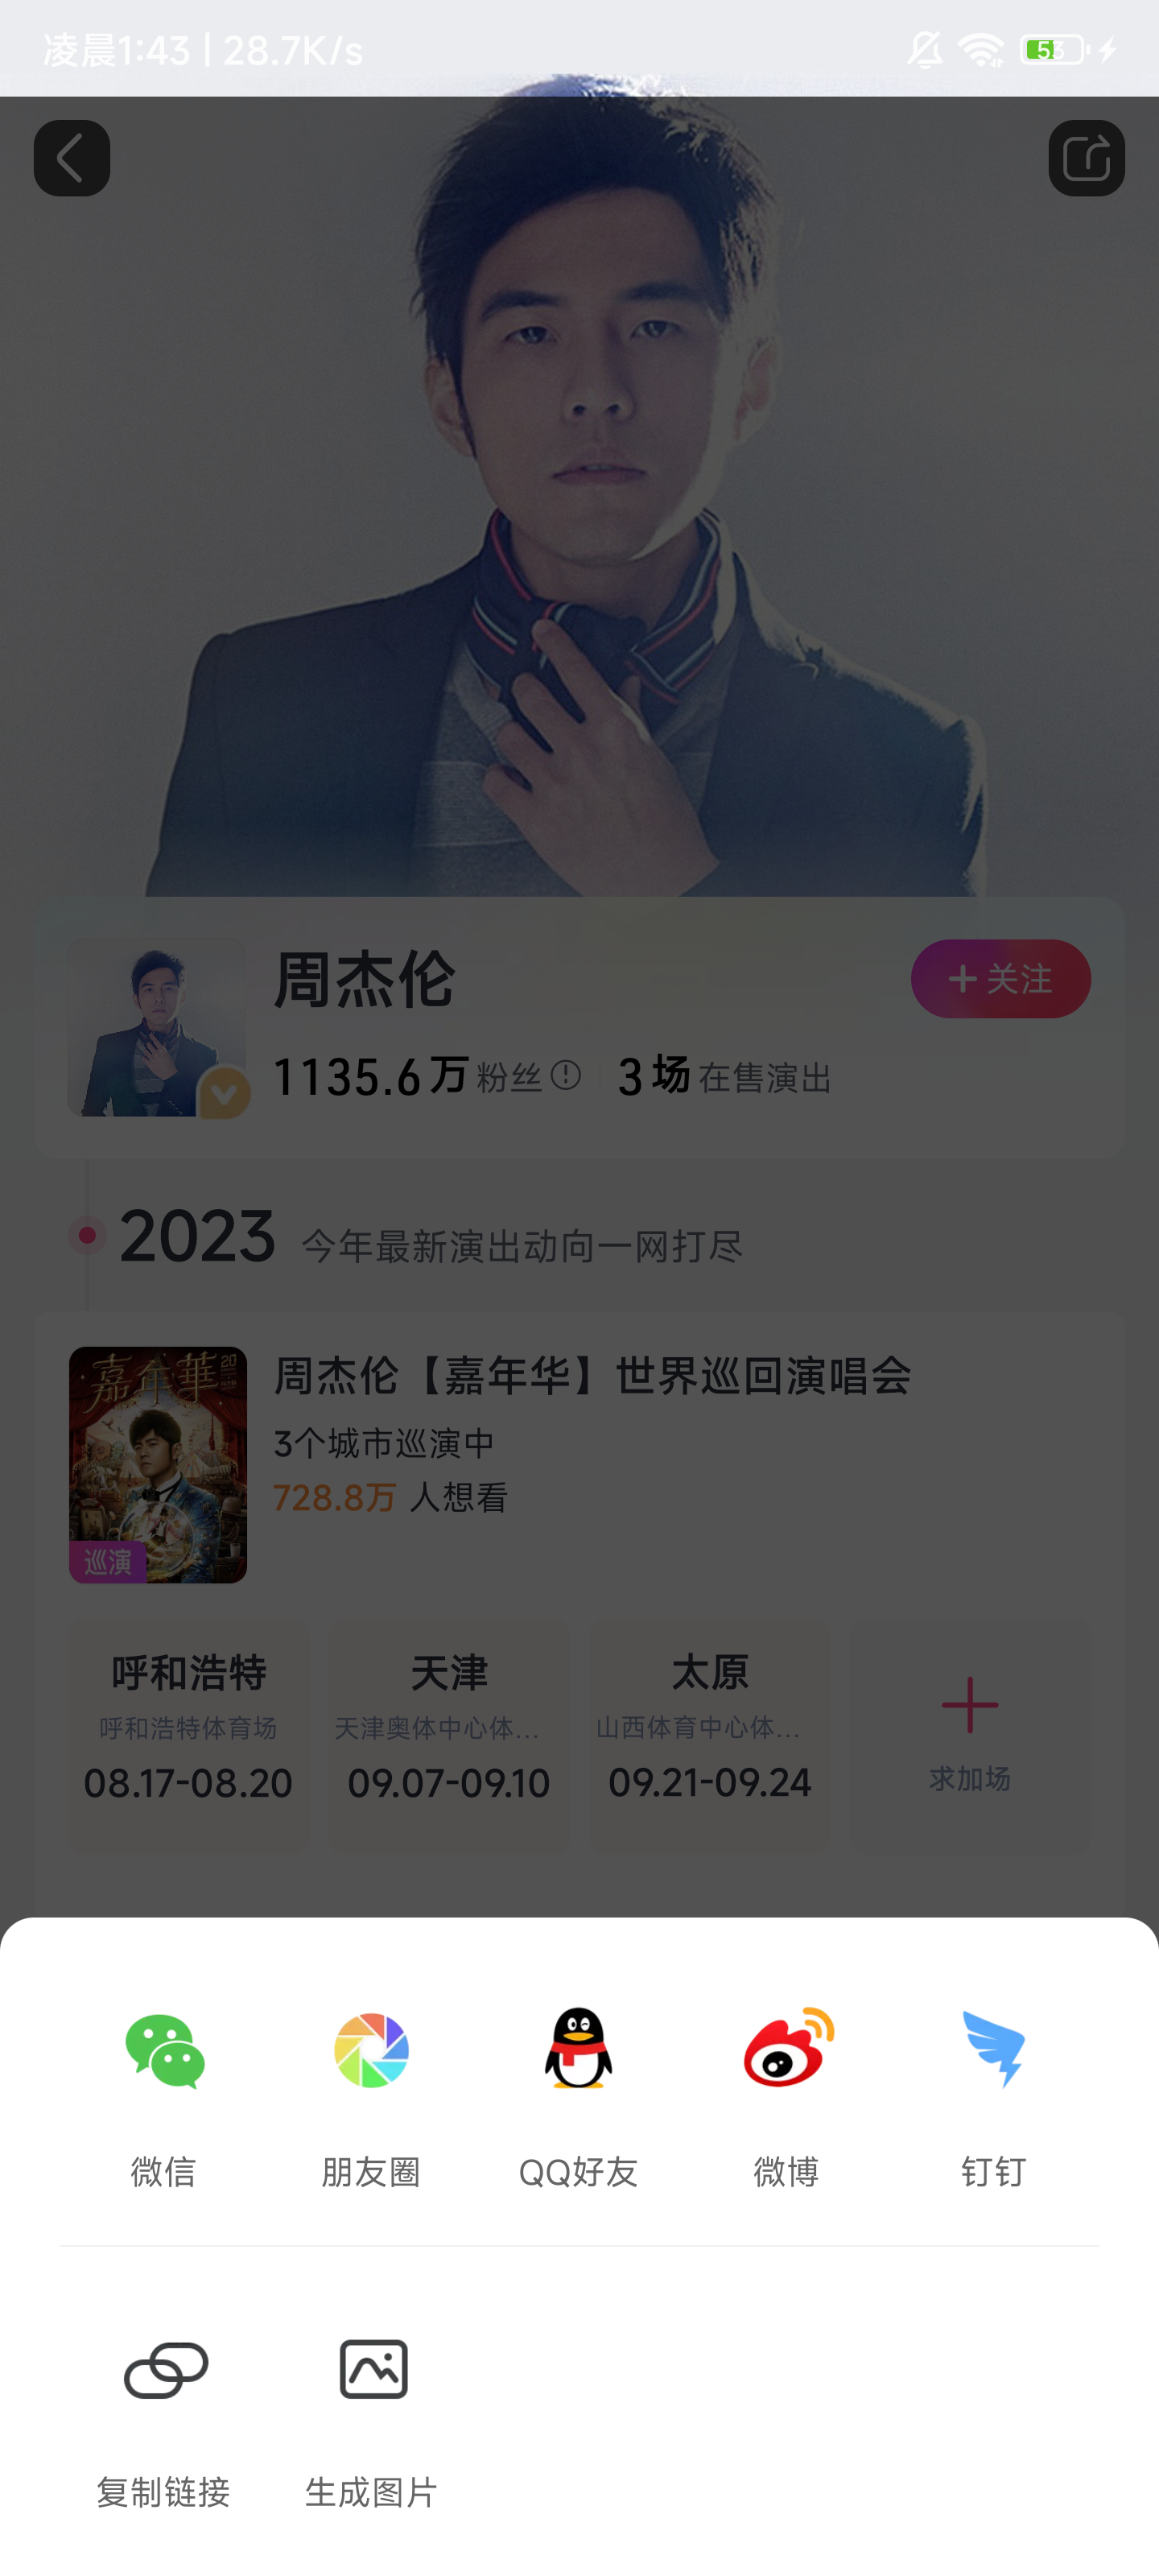 凌晨1:43 | 28.7K/s
53
周杰伦
+ 关注
1135.6万 粉丝 3场 在售演出
2023 今年最新演出动向一网打尽
嘉年華
20
周杰伦【嘉年华】世界巡回演唱会
3个城市巡演中
728.8万 人想看
巡演
呼和浩特 天津 太原
呼和浩特体育场 天津奥体中心体... 山西体育中心体...
08.17-08.20 09.07-09.10 09.21-09.24 求加场
微信 朋友圈 QQ好友 微博 钉钉
复制链接 生成图片